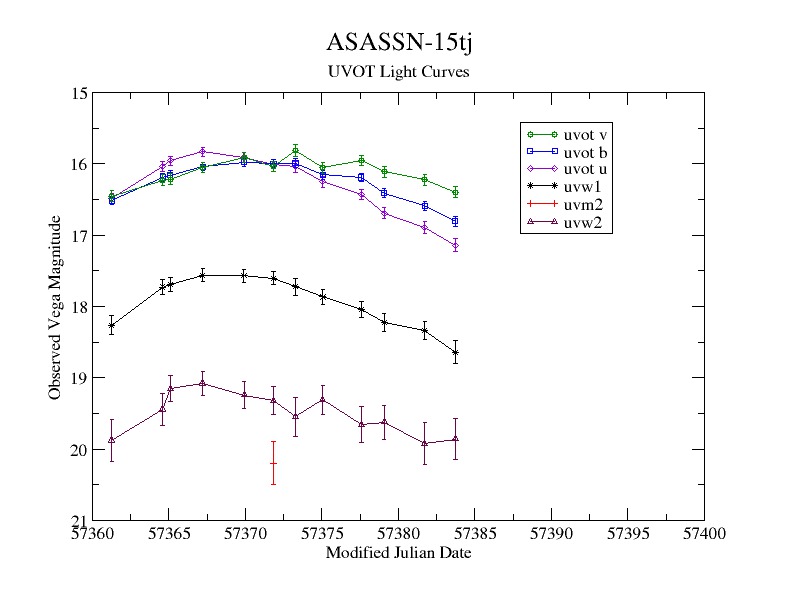 ASASSN-15tj
UVOT Light Curves
15
16
17
18
19
20
21
Observed Vega Magnitude
uvot v
uvot b
uvot u
uvw1
uvm2
uvw2
57360 57365 57370 57375 57380 57385 57390 57395 57400
Modified Julian Date